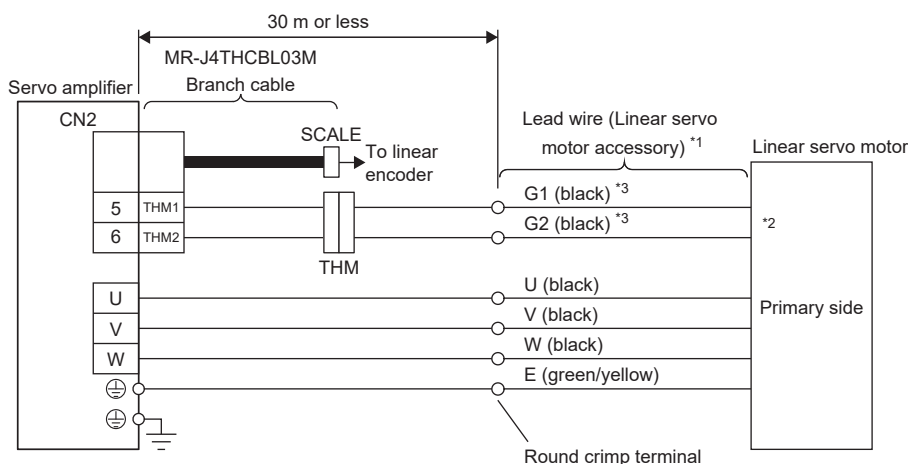 30 m or less
MR-J4THCBL03M
Branch cable
Servo amplifier
CN2
SCALE
To linear
encoder
Lead wire (Linear servo
motor accessory) *1
Linear servo motor
5 THM1
6 THM2
THM
G1 (black) *3
G2 (black) *3
*2
U
V
W
U (black)
V (black)
W (black)
E (green/yellow)
Primary side
Round crimp terminal